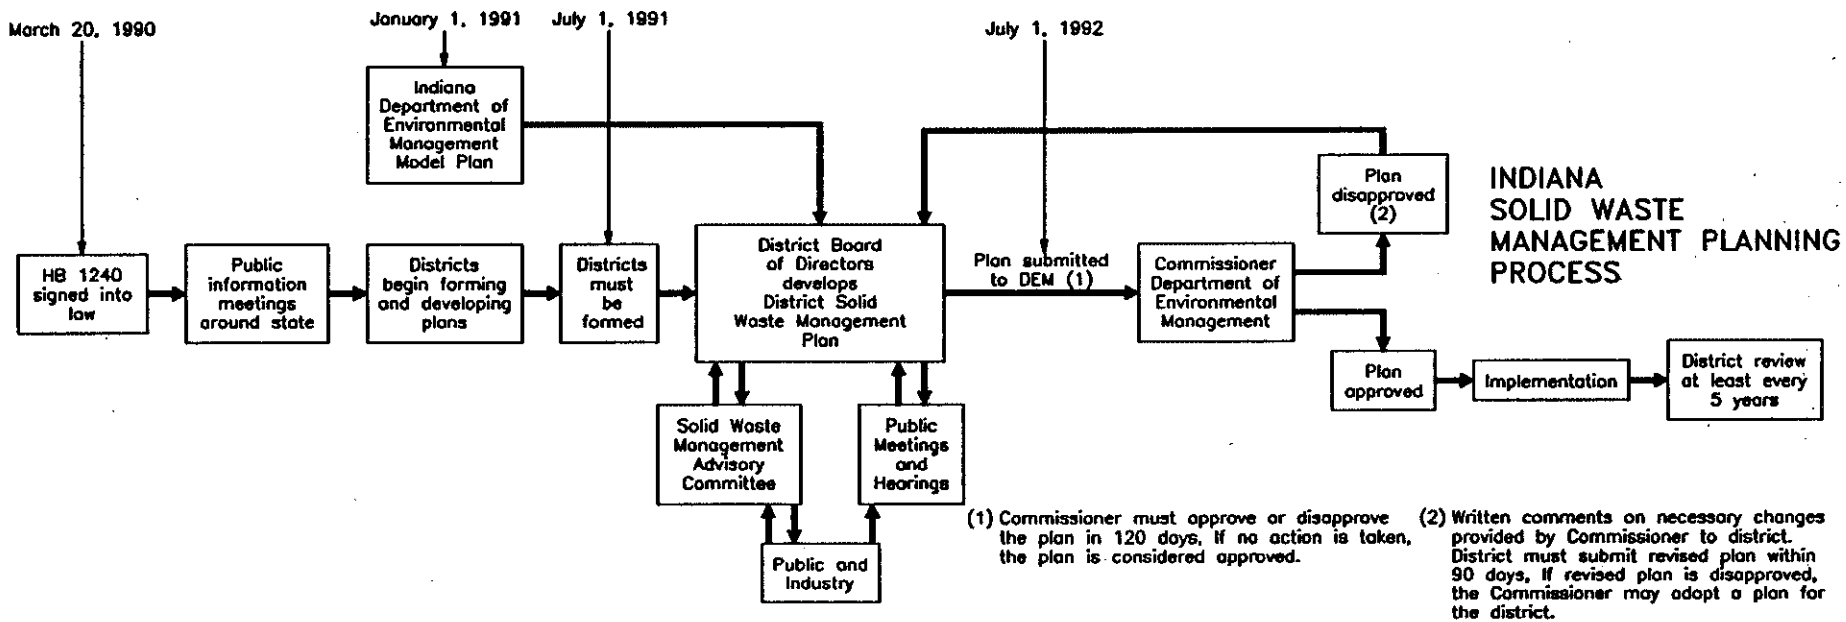 March 20, 1990
January 1, 1991
July 1, 1991
July 1, 1992
Indiana
Department of
Environmental
Management
Model Plan
INDIANA
SOLID WASTE
MANAGEMENT PLANNING
PROCESS
HB 1240
signed into
law
Public
information
meetings
around state
Districts
begin forming
and developing
plans
Districts
must
be
formed
District Board
of Directors
develops
District Solid
Waste Management
Plan
Plan submitted
to DEM (1)
Commissioner
Department of
Environmental
Management
Plan
disapproved
(2)
Plan
approved
Implementation
District review
at least every
5 years
Solid Waste
Management
Advisory
Committee
Public
Meetings
and
Hearings
Public and
Industry
(1) Commissioner must approve or disapprove
the plan in 120 days. If no action is taken,
the plan is considered approved.
(2) Written comments on necessary changes
provided by Commissioner to district.
District must submit revised plan within
90 days. If revised plan is disapproved,
the Commissioner may adopt a plan for
the district.